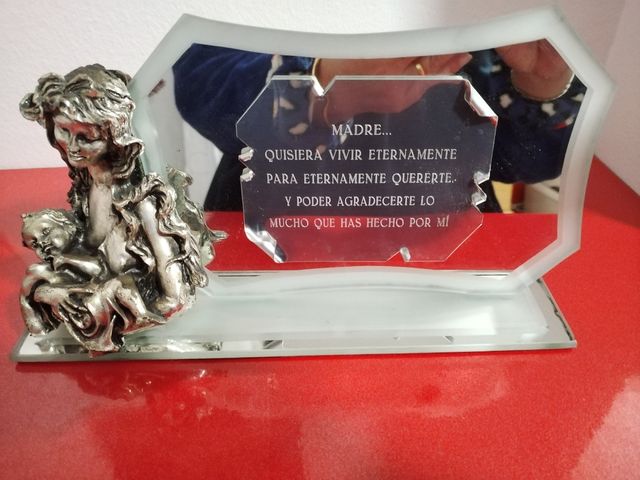 MADRE...
QUISIERA VIVIR ETERNAMENTE
PARA ETERNAMENTE QUERERTE,
Y PODER AGRADECERTE LO
MUCHO QUE HAS HECHO POR MÍ